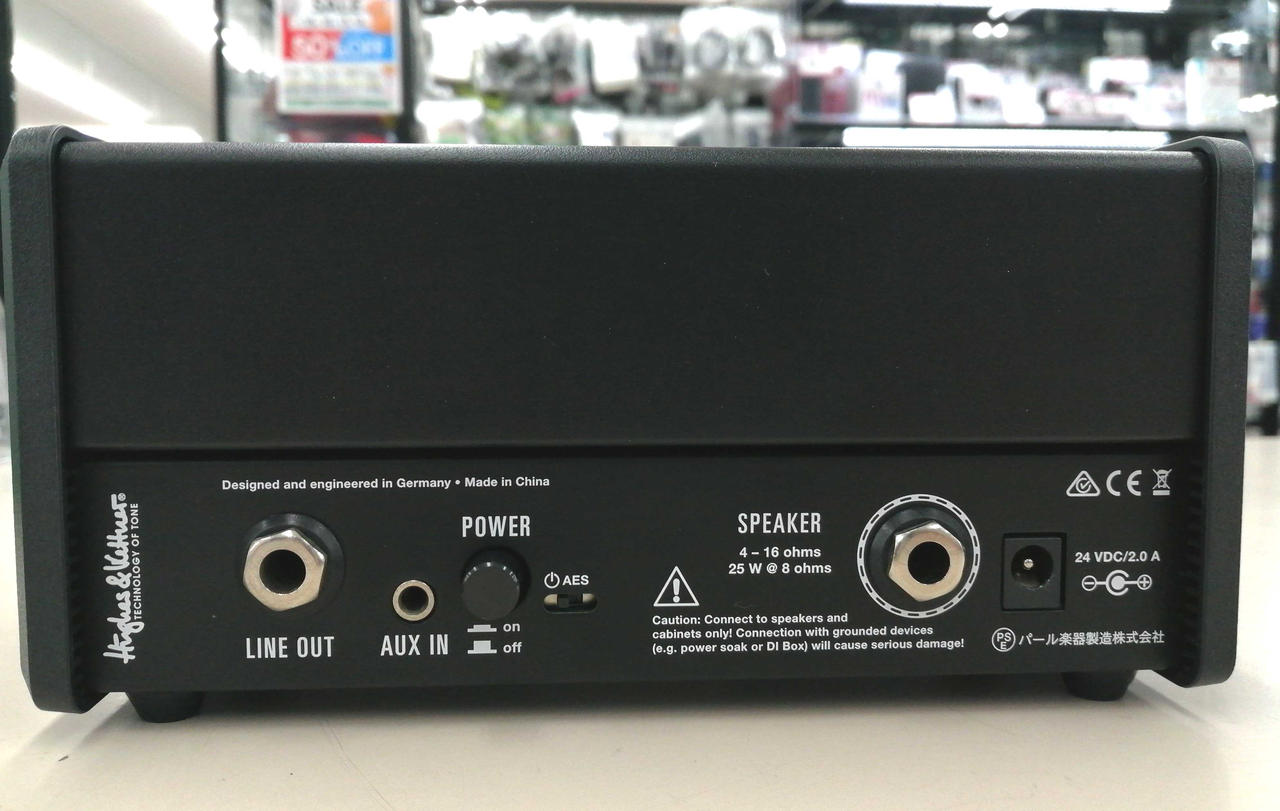 SALE
50%OFF
Designed and engineered in Germany • Made in China
Hughes & Kettner®
TECHNOLOGY OF TONE
LINE OUT
AUX IN
POWER
AES
on
off
SPEAKER
4 – 16 ohms
25 W @ 8 ohms
Caution: Connect to speakers and
cabinets only! Connection with grounded devices
(e.g. power soak or DI Box) will cause serious damage!
CE
24 VDC/2.0 A
PSE パール楽器製造株式会社